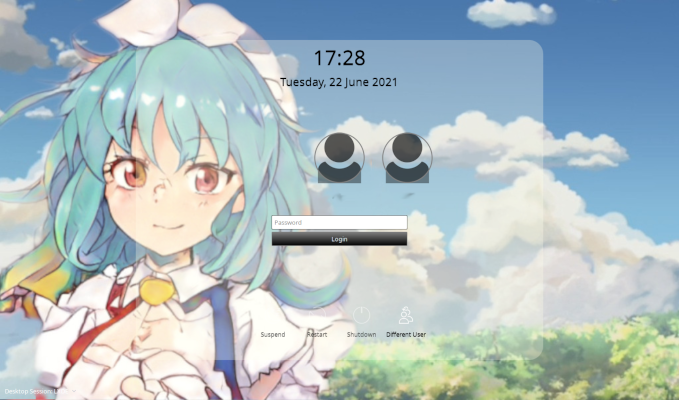 17:28
Tuesday, 22 June 2021
Password
Login
Suspend
Restart
Shutdown
Different User
Desktop Session